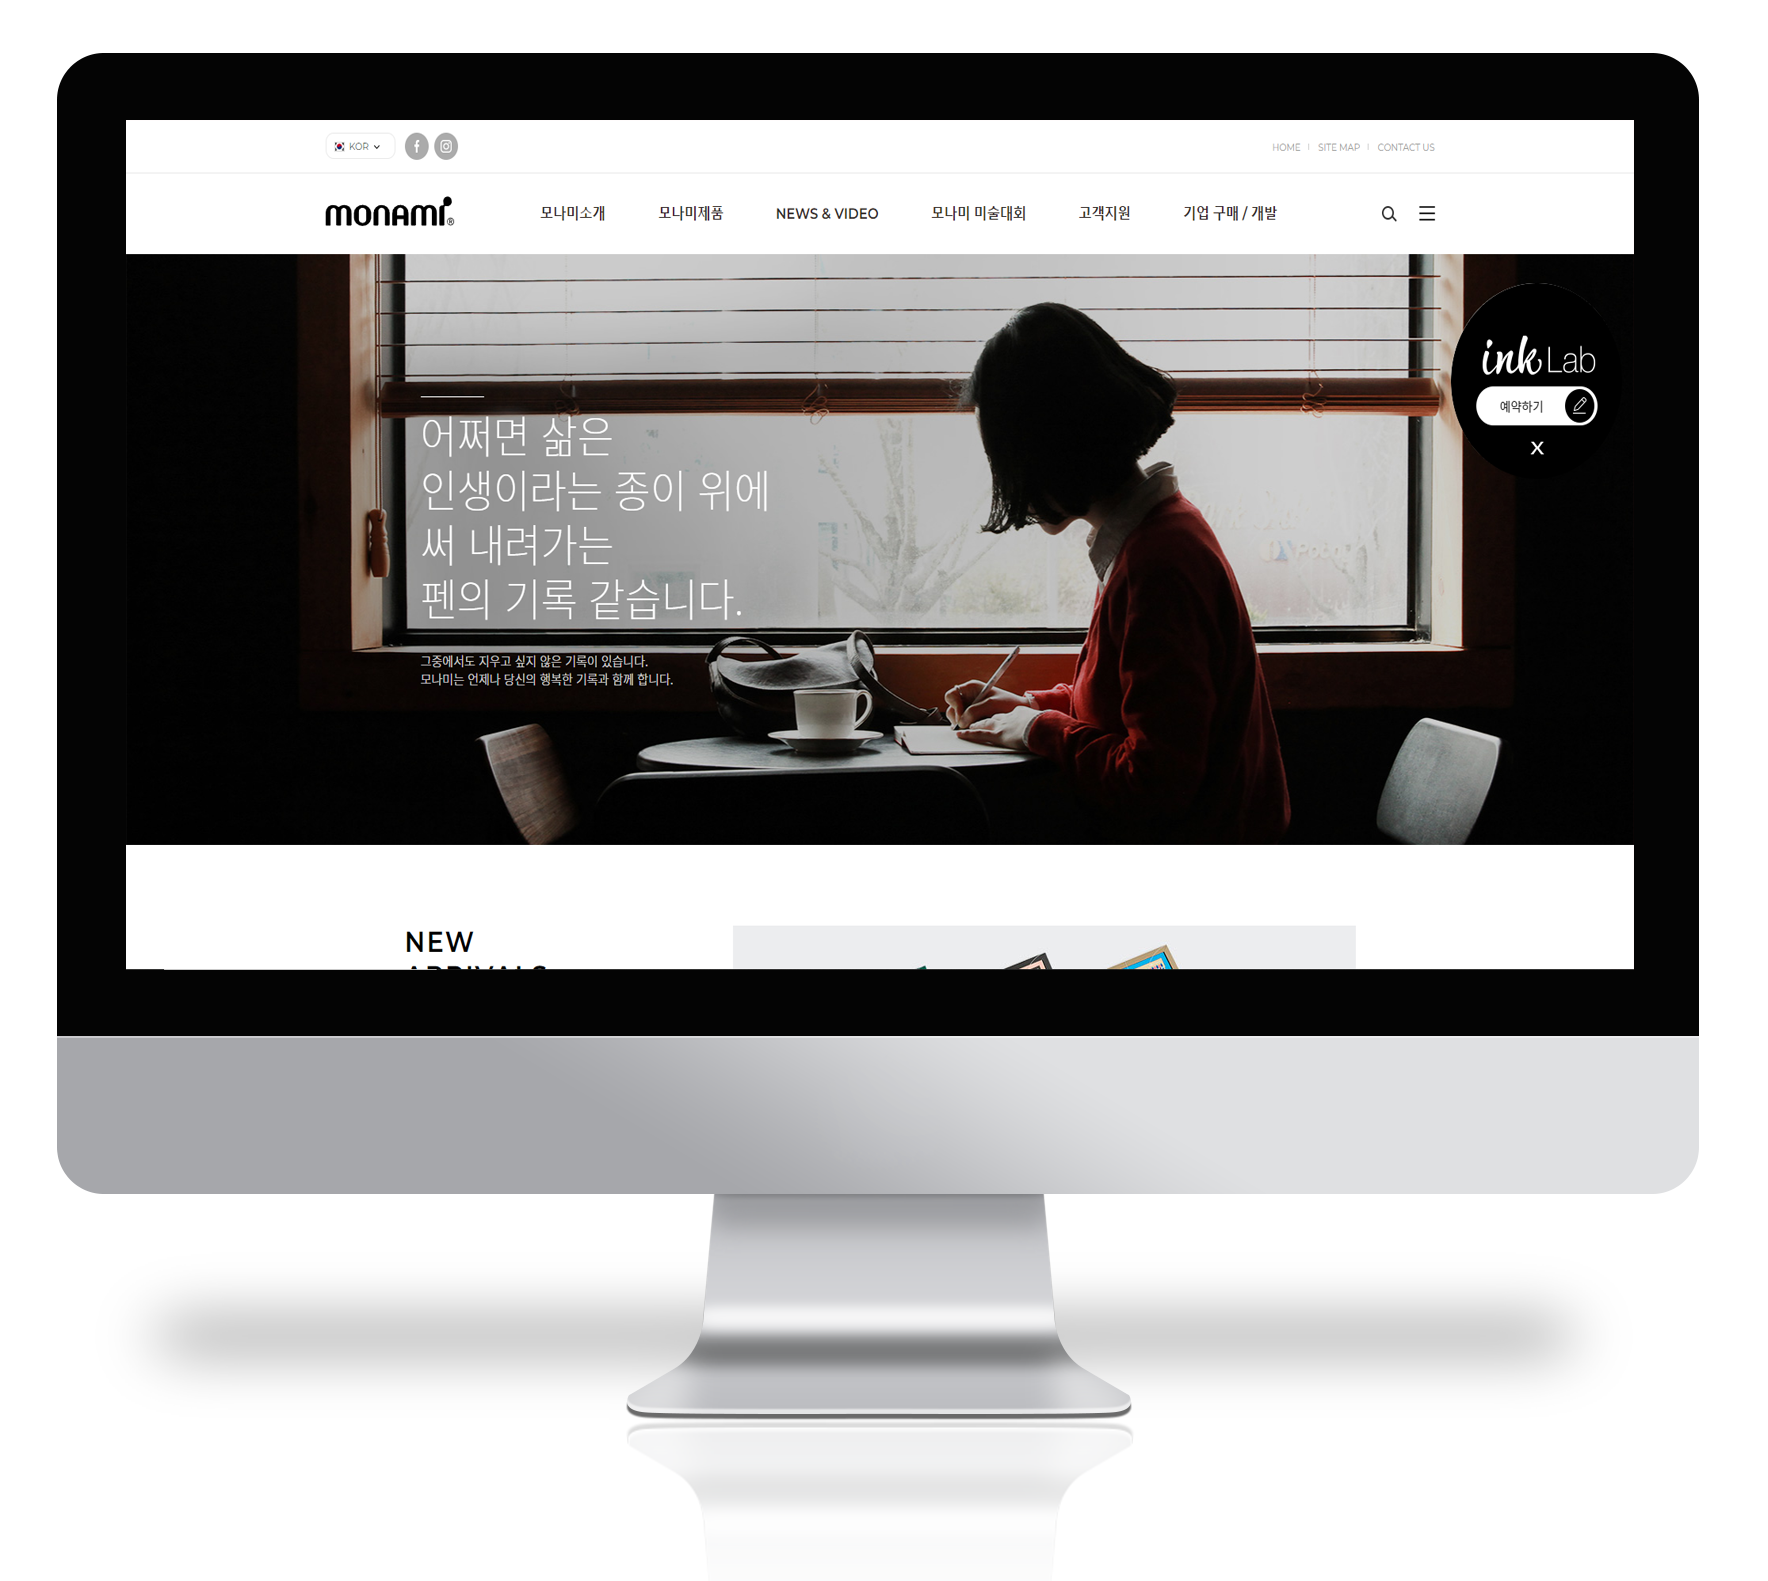 KOR
HOME | SITE MAP | CONTACT US
monami®
모나미소개 모나미제품 NEWS & VIDEO 모나미 미술대회 고객지원 기업 구매 / 개발
ink Lab
예약하기
X
어쩌면 삶은
인생이라는 종이 위에
써 내려가는
펜의 기록 같습니다.
그중에서도 지우고 싶지 않은 기록이 있습니다.
모나미는 언제나 당신의 행복한 기록과 함께 합니다.
NEW
ARRIVALS